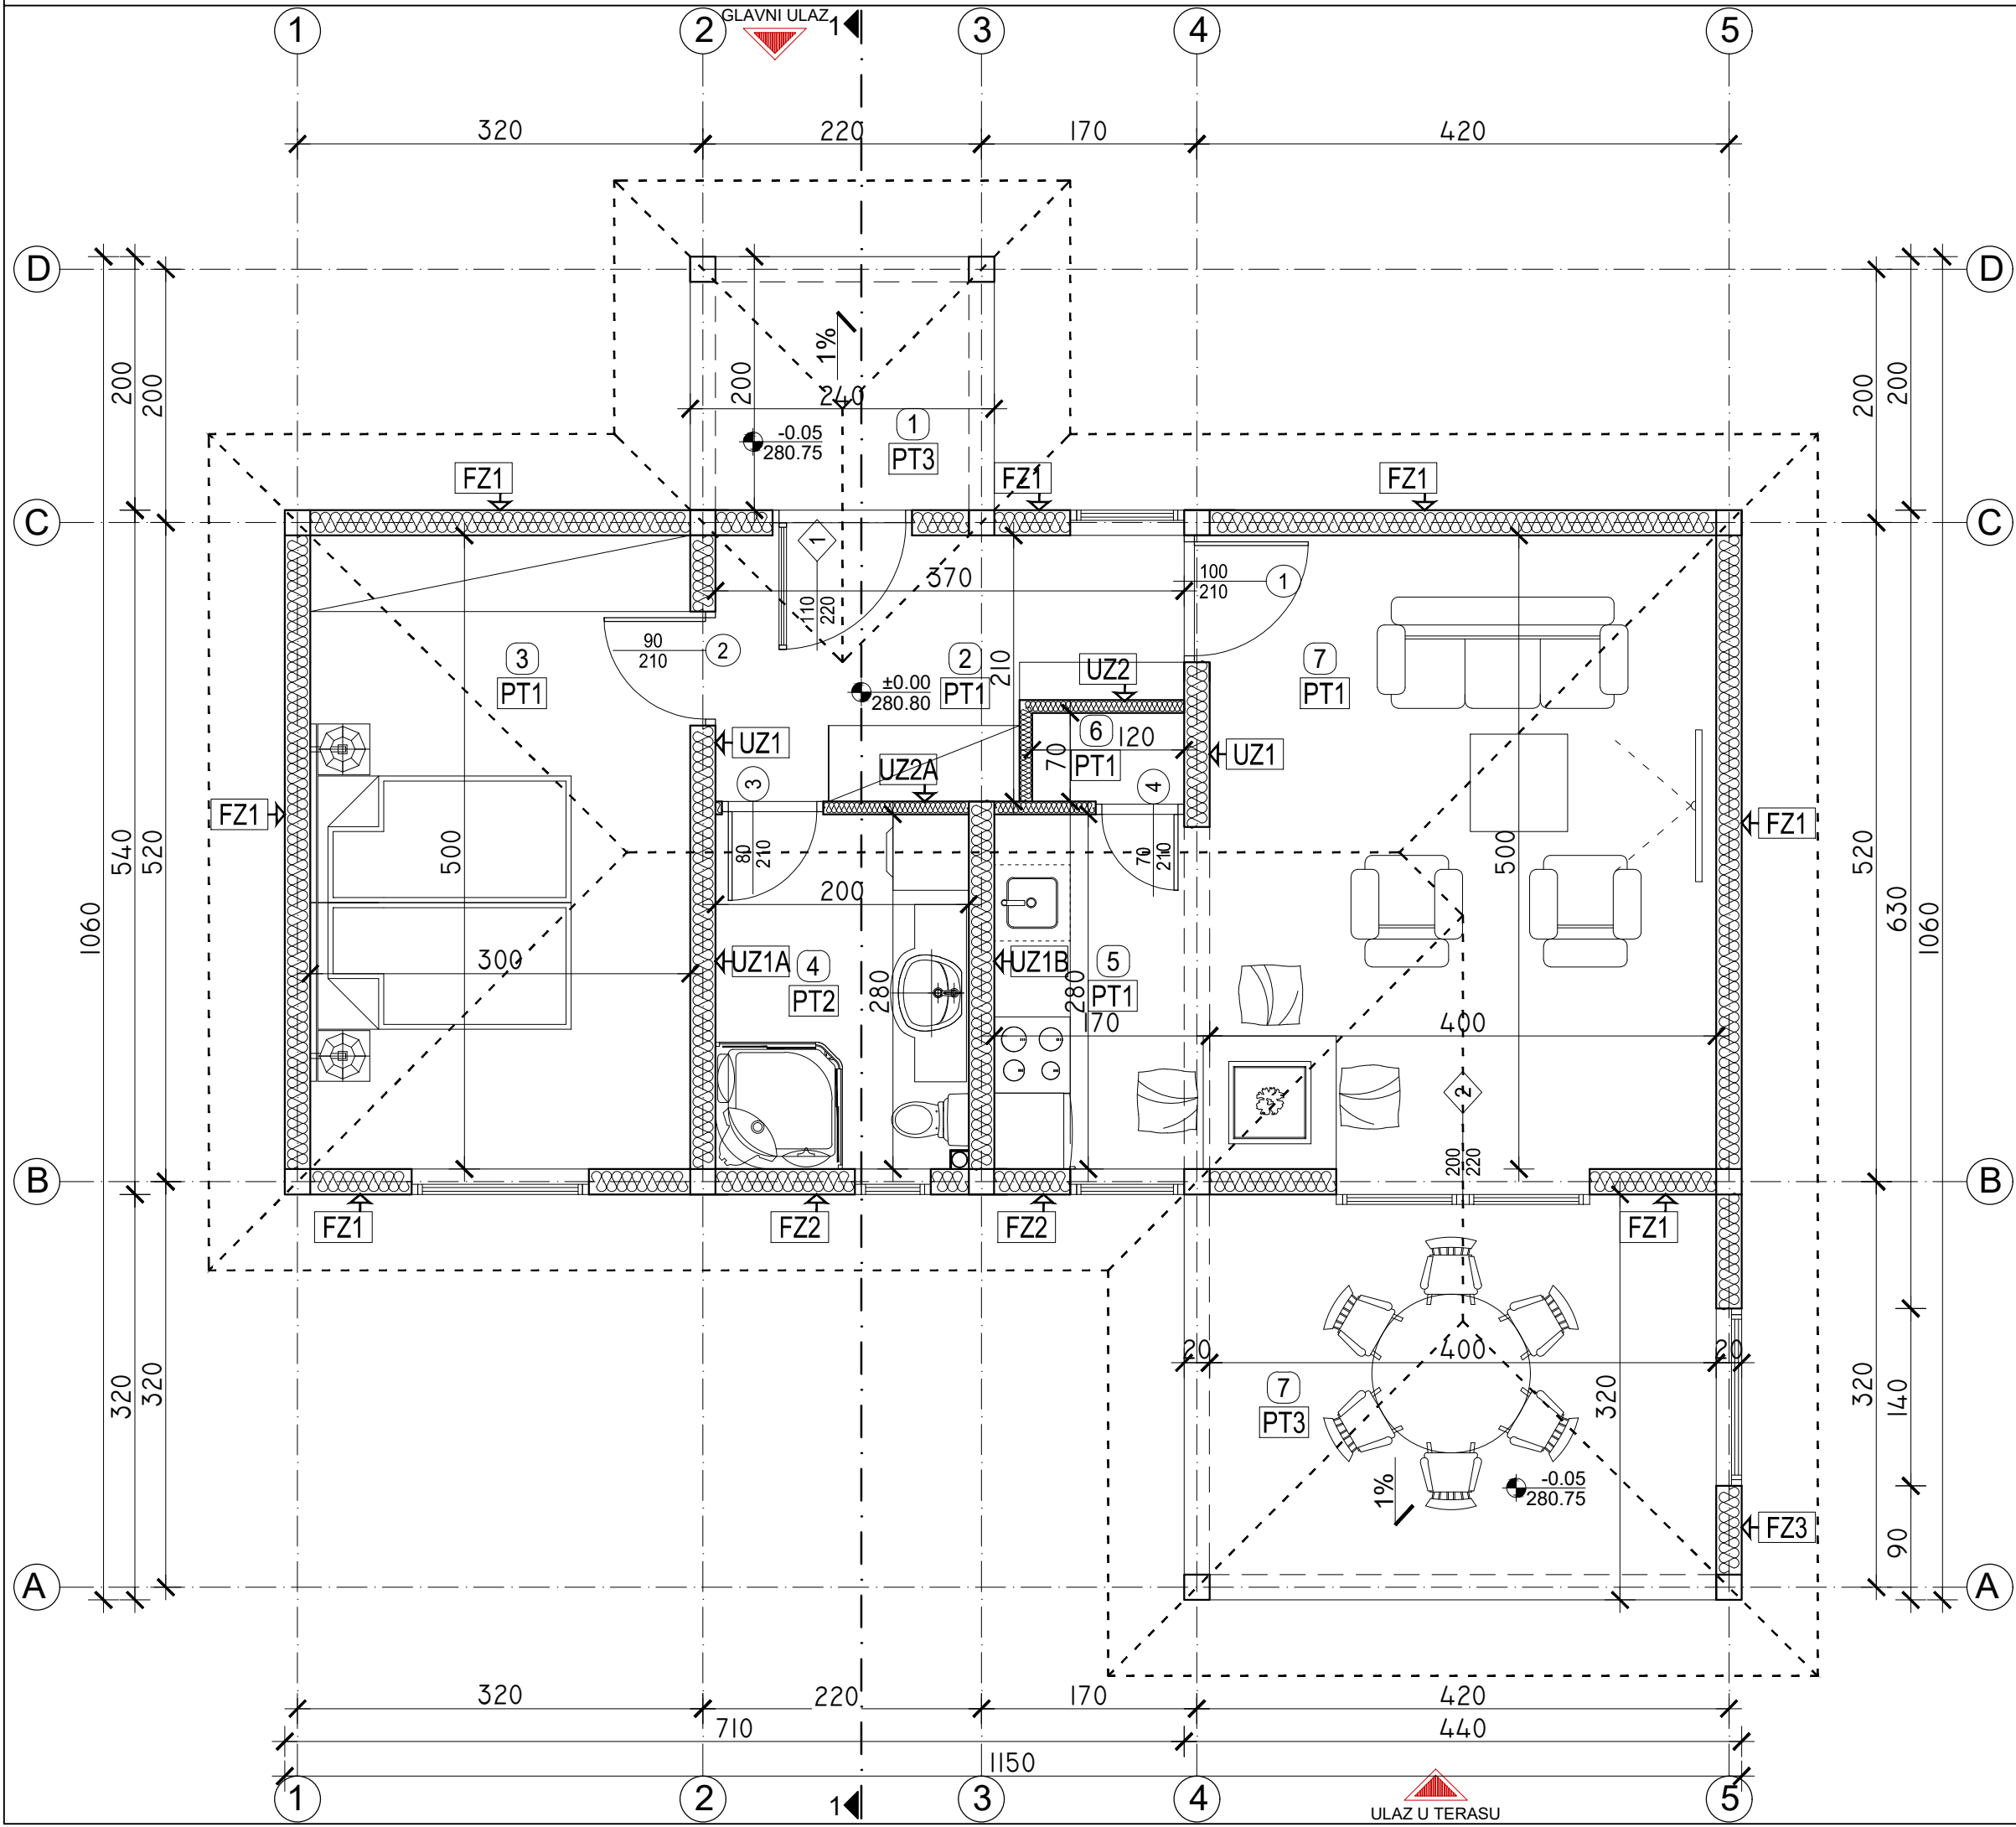 GLAVNI ULAZ
1
1 2 3 4 5
320 220 170 420
D D
200 200 200 200
1%
200 240
1
-0.05
280.75
PT3
FZ1 FZ1 FZ1
C C
1
370
100
210
1
110
220
90
210
2
3
PT1
2
PT1
210
UZ2
7
PT1
±0.00
280.80
UZ1
6
PT1
120
70
UZ1
UZ2A
3
4
FZ1
FZ1
500
80
210
70
210
500
200
540 520
520 630
1060
1060
300
UZ1A
4
PT2
280
UZ1B
5
PT1
280
170
400
2
200
220
B B
FZ1 FZ2 FZ2 FZ1
20 400 20
320 320
320
320 140
7
PT3
1%
-0.05
280.75
FZ3
90
A A
320 220 170 420
710 440
1150
1 2 3 4 5
1
ULAZ U TERASU